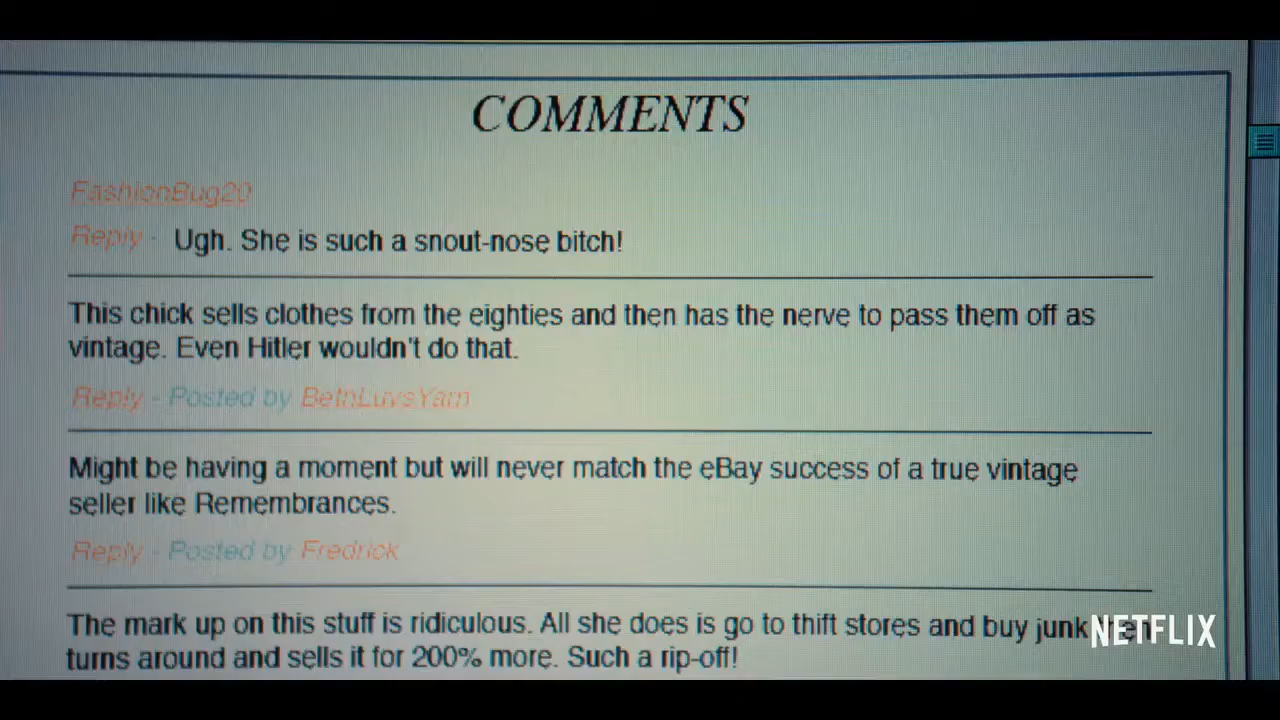 COMMENTS
FashionBug20
Reply - Ugh. She is such a snout-nose bitch!
This chick sells clothes from the eighties and then has the nerve to pass them off as
vintage. Even Hitler wouldn't do that.
Reply - Posted by BethLuvsYarn
Might be having a moment but will never match the eBay success of a true vintage
seller like Remembrances.
Reply - Posted by Fredrick
The mark up on this stuff is ridiculous. All she does is go to thift stores and buy junk
turns around and sells it for 200% more. Such a rip-off!
NETFLIX